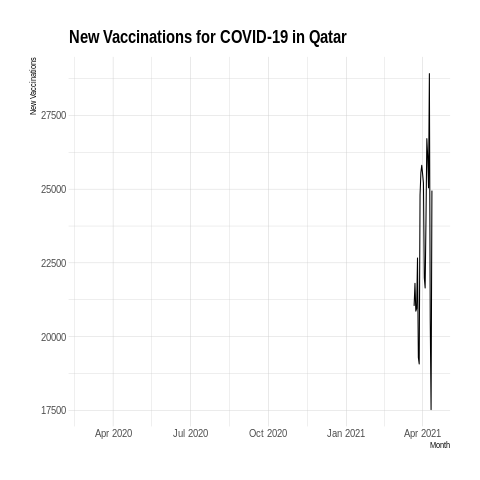 New Vaccinations for COVID-19 in Qatar
New Vaccinations
27500
25000
22500
20000
17500
Apr 2020 Jul 2020 Oct 2020 Jan 2021 Apr 2021
Month